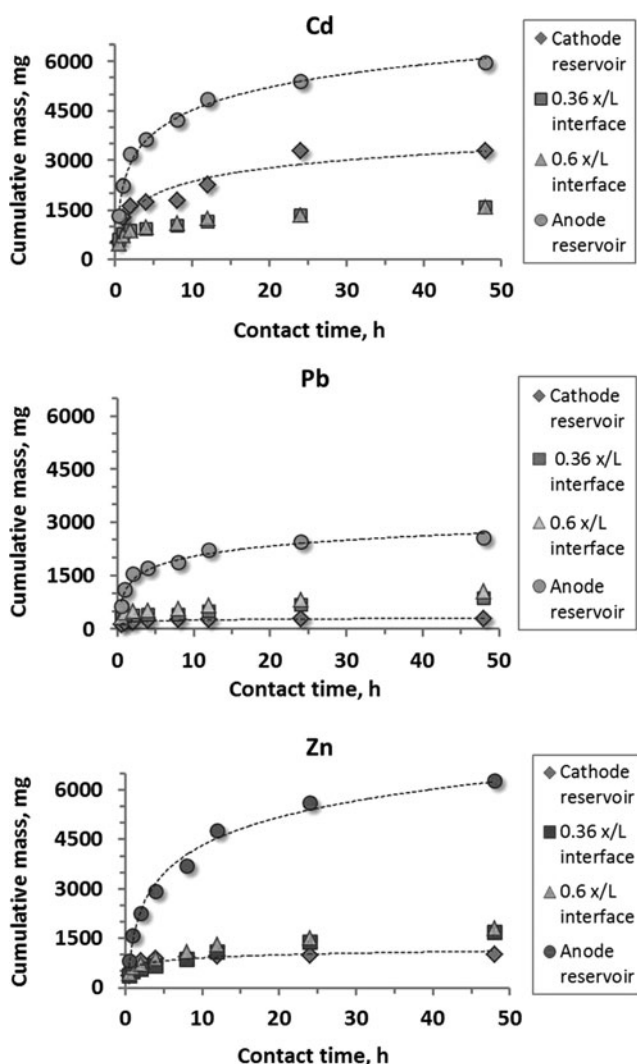 Cd
Cumulative mass, mg
6000
4500
3000
1500
0
0 10 20 30 40 50
Contact time, h
Cathode
reservoir
0.36 x/L
interface
0.6 x/L
interface
Anode
reservoir
Pb
Cumulative mass, mg
6000
4500
3000
1500
0
0 10 20 30 40 50
Contact time, h
Cathode
reservoir
0.36 x/L
interface
0.6 x/L
interface
Anode
reservoir
Zn
Cumulative mass, mg
6000
4500
3000
1500
0
0 10 20 30 40 50
Contact time, h
Cathode
reservoir
0.36 x/L
interface
0.6 x/L
interface
Anode
reservoir